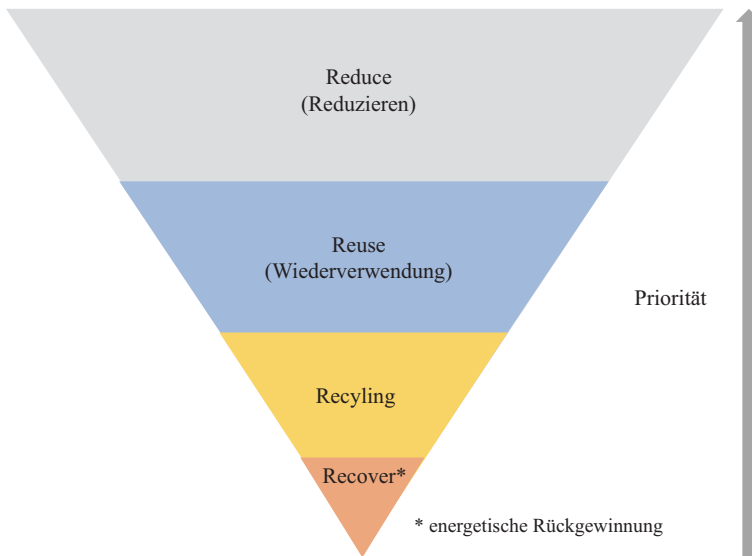 Reduce
(Reduzieren)
Reuse
(Wiederverwendung)
Priorität
Recyling
Recover*
* energetische Rückgewinnung